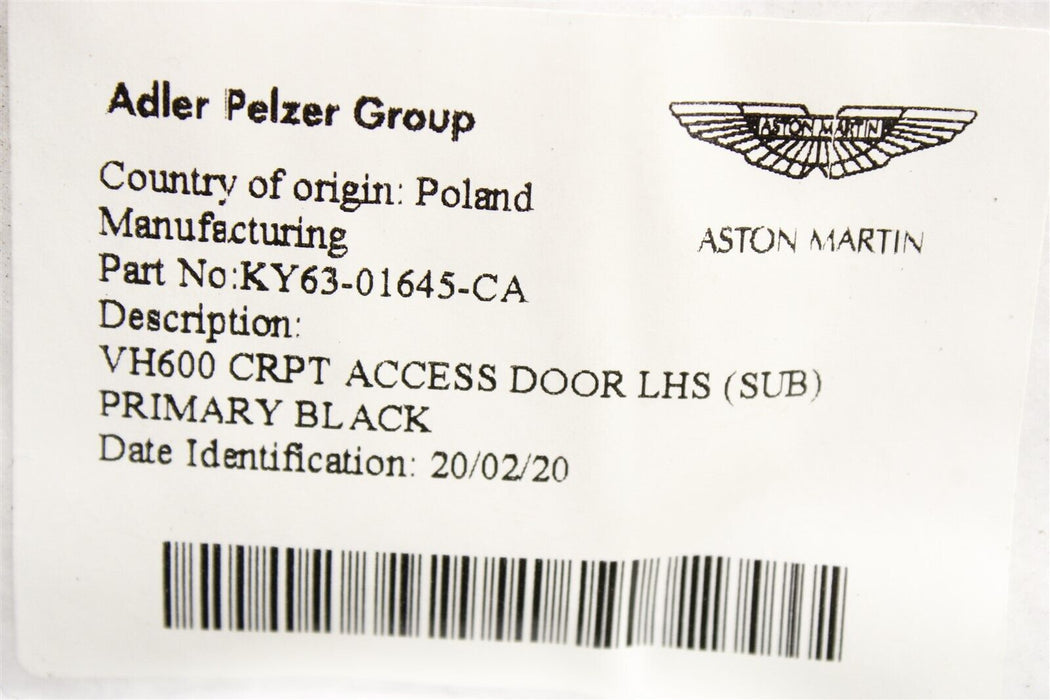 Adler Pelzer Group
ASTON MARTIN
Country of origin: Poland
ASTON MARTIN
Manufacturing
Part No:KY63-01645-CA
Description:
VH600 CRPT ACCESS DOOR LHS (SUB)
PRIMARY BLACK
Date Identification: 20/02/20